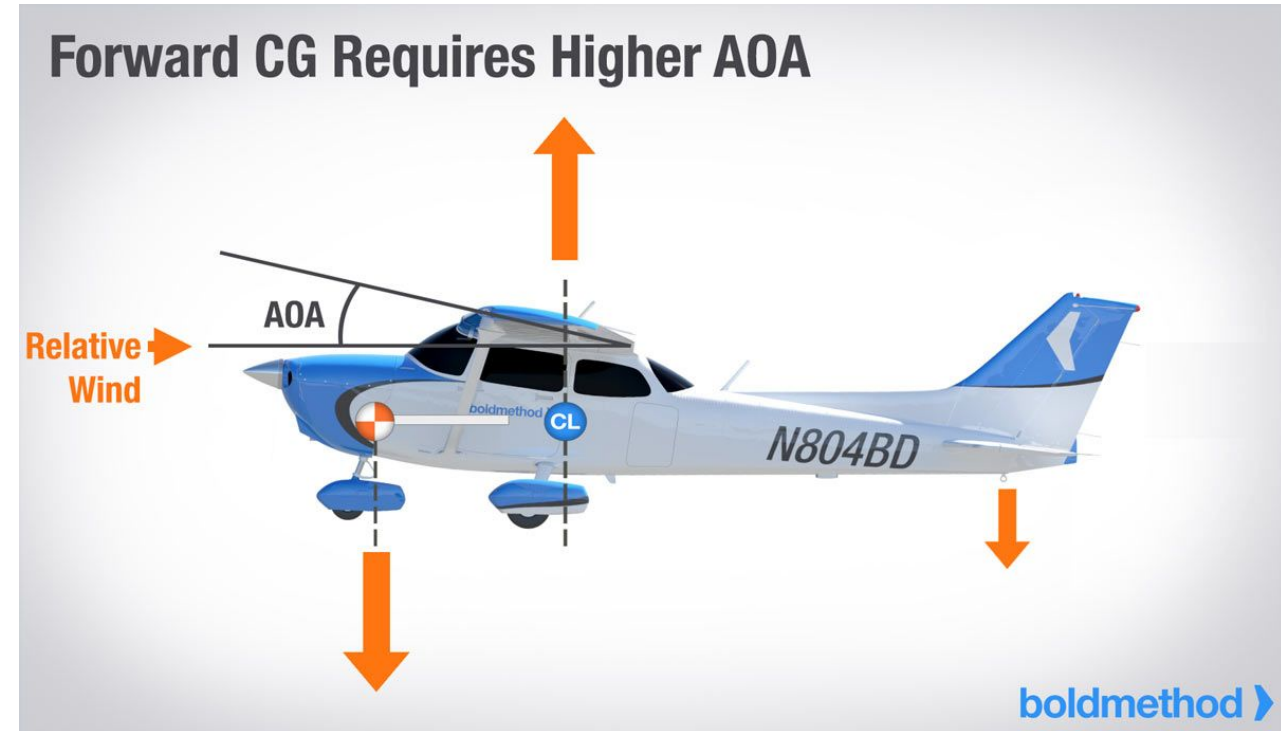 Forward CG Requires Higher AOA
AOA
Relative
Wind
boldmethod
CL
N804BD
boldmethod